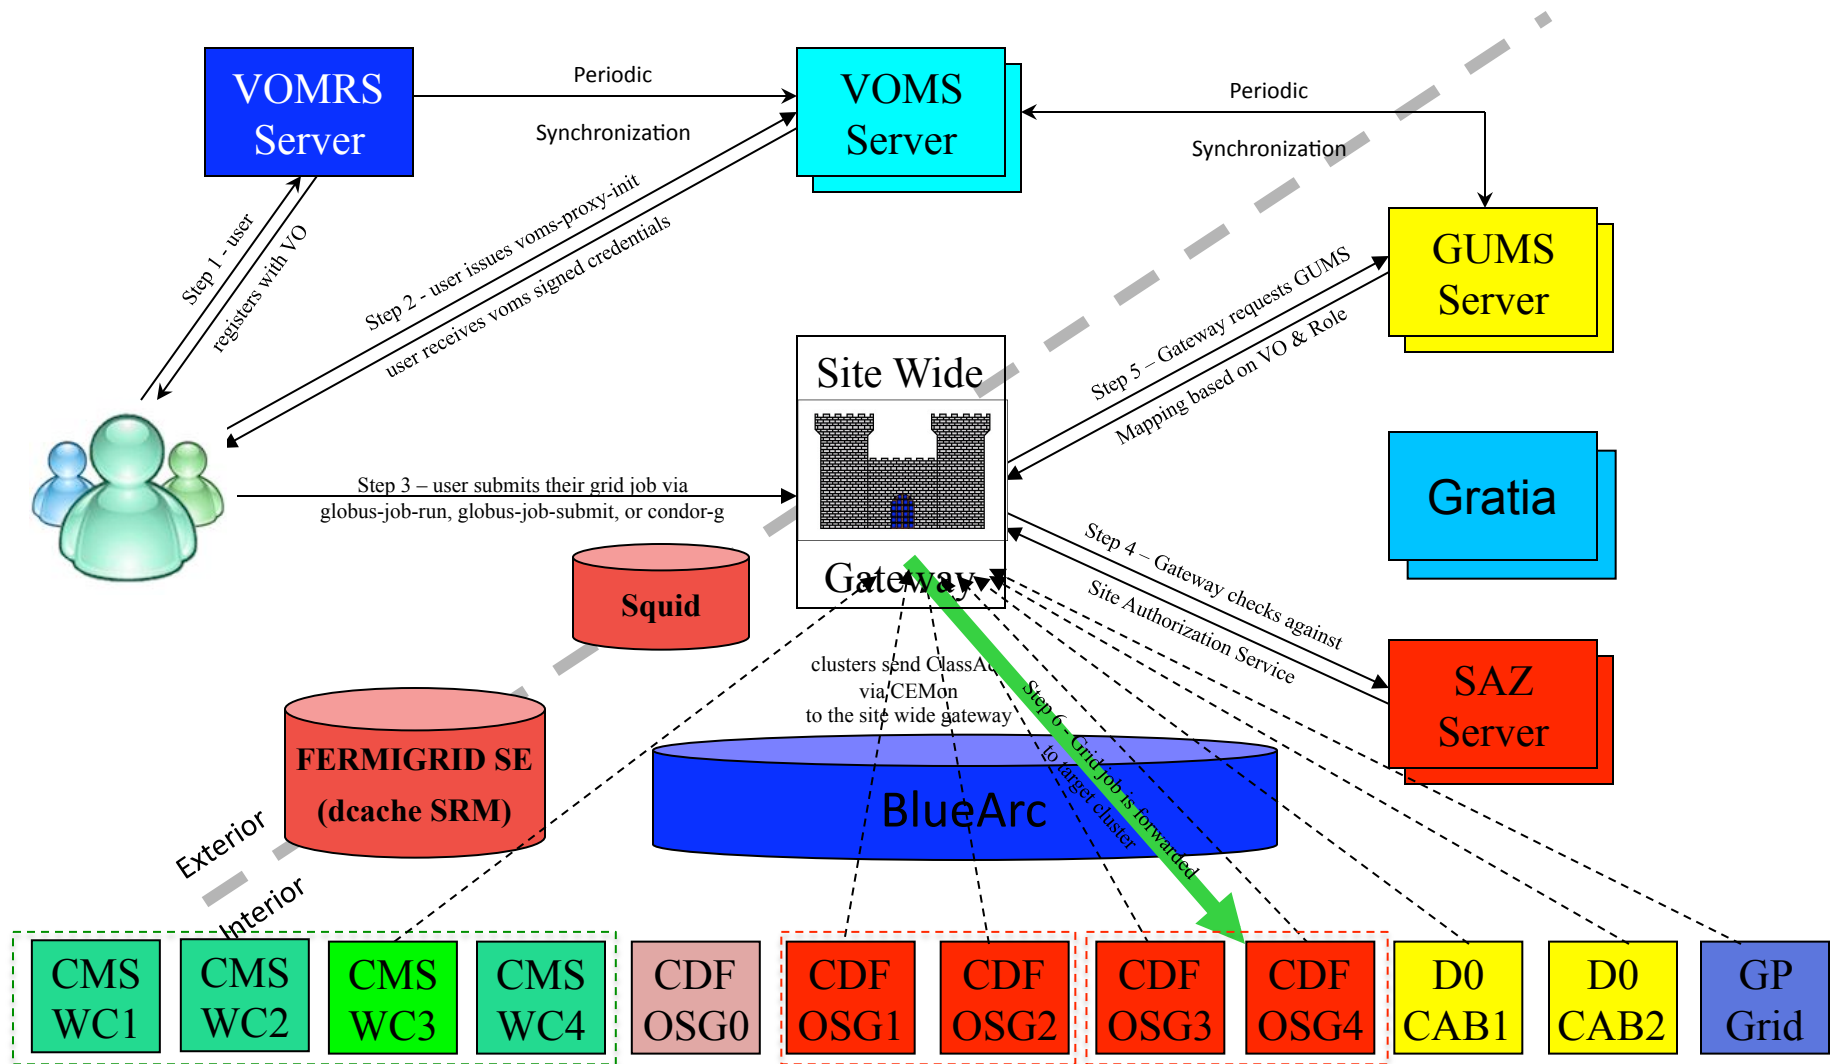 VOMRS
Server
Periodic
Synchronization
VOMS
Server
Periodic
Synchronization
GUMS
Server
Step 1 - user
registers with VO
Step 2 - user issues voms-proxy-init
user receives voms signed credentials
Site Wide
Gateway
Step 5 – Gateway requests GUMS
Mapping based on VO & Role
Step 3 – user submits their grid job via
globus-job-run, globus-job-submit, or condor-g
Gratia
Step 4 – Gateway checks against
Site Authorization Service
Squid
SAZ
Server
clusters send ClassAd
via CEMon
to the site wide gateway
Step 6 - Grid job is forwarded
to target cluster
FERMIGRID SE
(dcache SRM)
BlueArc
Exterior
Interior
CMS
WC1
CMS
WC2
CMS
WC3
CMS
WC4
CDF
OSG0
CDF
OSG1
CDF
OSG2
CDF
OSG3
CDF
OSG4
D0
CAB1
D0
CAB2
GP
Grid